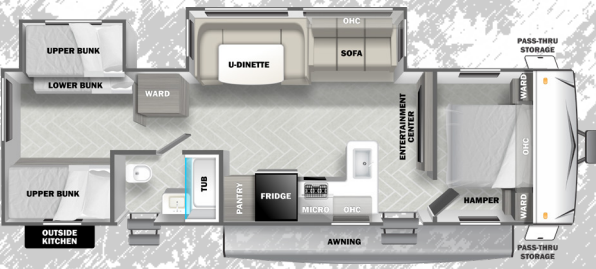 OHC
PASS-THRU
STORAGE
UPPER BUNK
U-DINETTE
SOFA
LOWER BUNK
WARD
WARD
ENTERTAINMENT
CENTER
OHC
UPPER BUNK
TUB
PANTRY
FRIDGE
MICRO
OHC
HAMPER
WARD
OUTSIDE
KITCHEN
AWNING
PASS-THRU
STORAGE